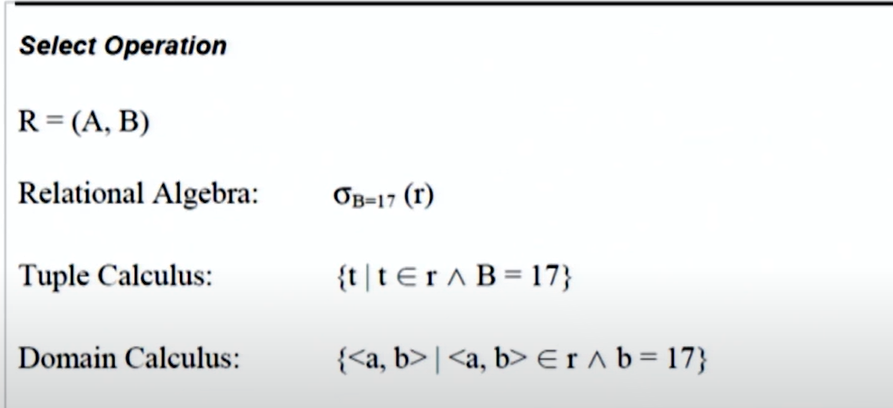 Select Operation
R = (A, B)
Relational Algebra: σB=17 (r)
Tuple Calculus: {t | t ∈ r ∧ B = 17}
Domain Calculus: {<a, b> | <a, b> ∈ r ∧ b = 17}